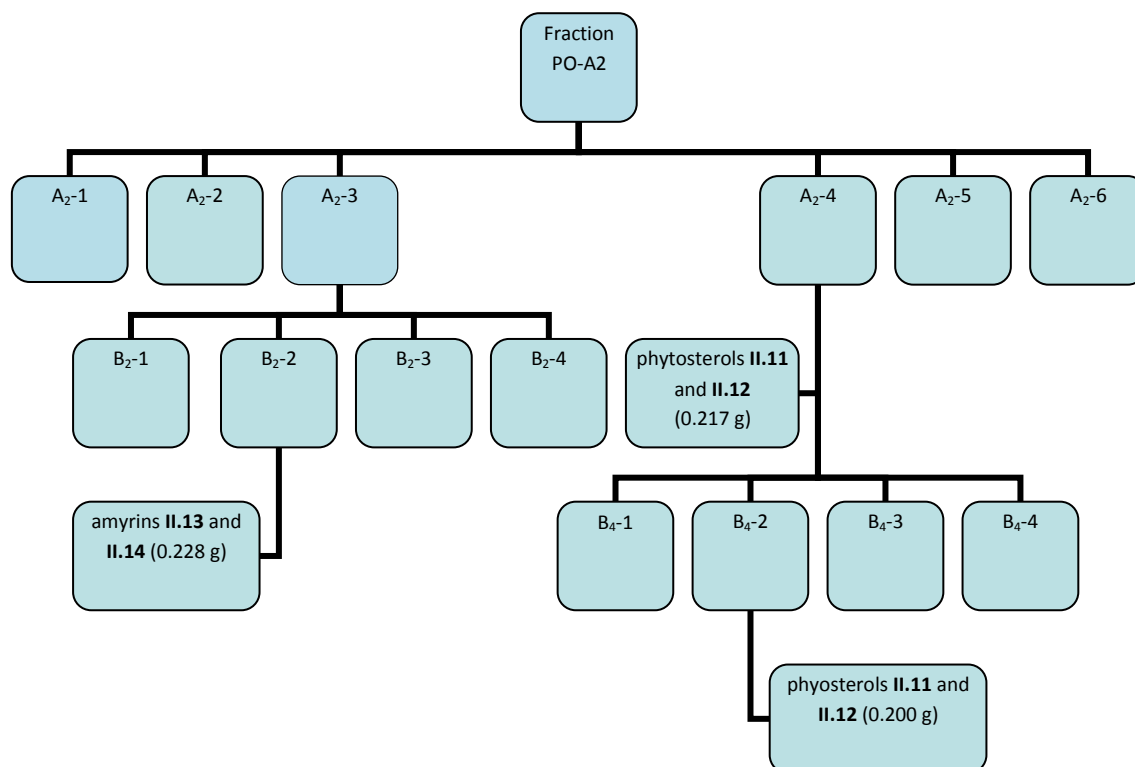 Fraction
PO-A2
A₂-1
A₂-2
A₂-3
A₂-4
A₂-5
A₂-6
B₂-1
B₂-2
B₂-3
B₂-4
phytosterols II.11
and II.12
(0.217 g)
amyrins II.13 and
II.14 (0.228 g)
B₄-1
B₄-2
B₄-3
B₄-4
phyosterols II.11 and
II.12 (0.200 g)